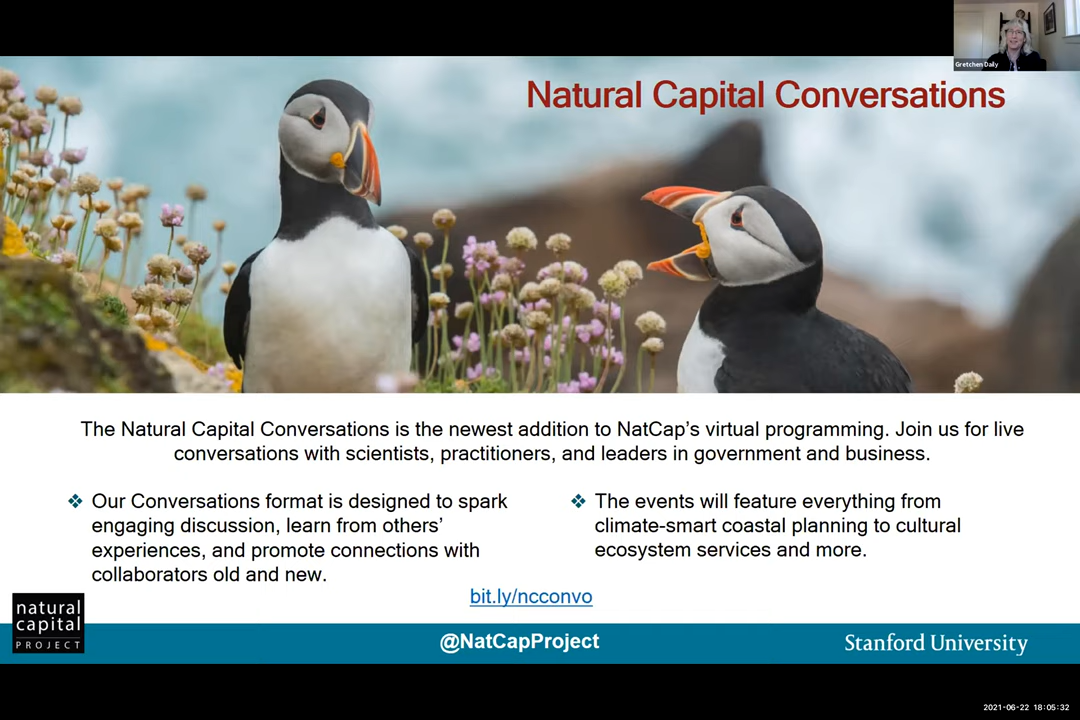 Gretchen Daily
Natural Capital Conversations
The Natural Capital Conversations is the newest addition to NatCap's virtual programming. Join us for live
conversations with scientists, practitioners, and leaders in government and business.
❖ Our Conversations format is designed to spark
engaging discussion, learn from others'
experiences, and promote connections with
collaborators old and new.
❖ The events will feature everything from
climate-smart coastal planning to cultural
ecosystem services and more.
bit.ly/ncconvo
natural
capital
PROJECT
@NatCapProject
Stanford University
2021-06-22 18:05:32